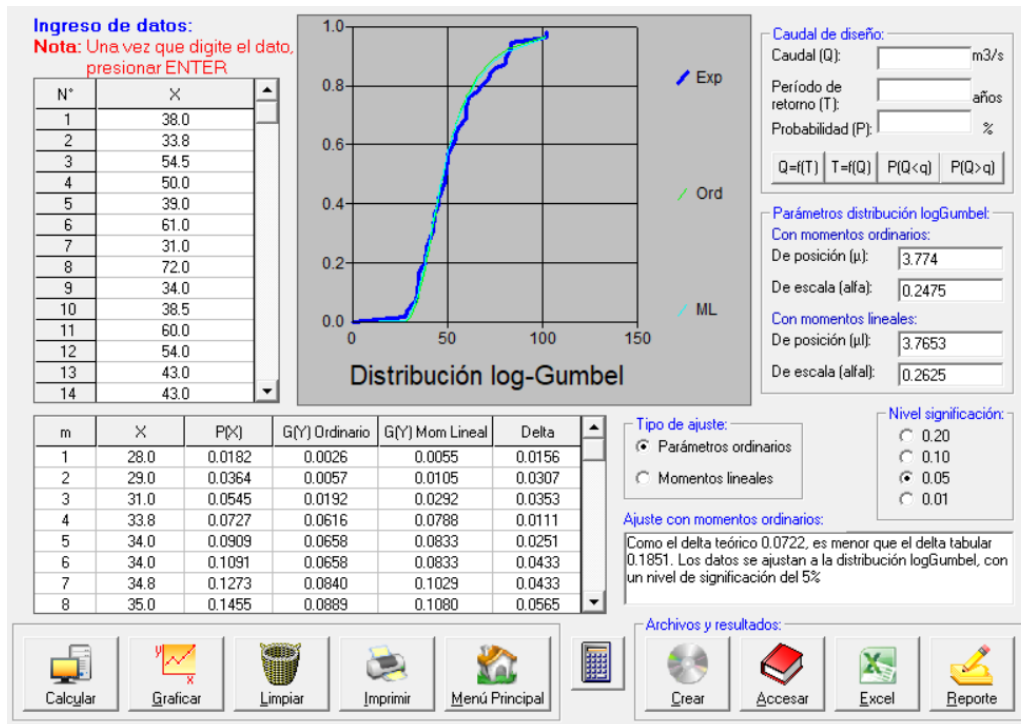 Ingreso de datos:
Nota: Una vez que digite el dato,
presionar ENTER
N° X
1 38.0
2 33.8
3 54.5
4 50.0
5 39.0
6 61.0
7 31.0
8 72.0
9 34.0
10 38.5
11 60.0
12 54.0
13 43.0
14 43.0
1.0
0.8
0.6
0.4
0.2
0.0
0 50 100 150
Distribución log-Gumbel
Exp
Ord
ML
Caudal de diseño:
Caudal (Q): m3/s
Período de
retorno (T): años
Probabilidad (P): %
Q=f(T) T=f(Q) P(Q<q) P(Q>q)
Parámetros distribución logGumbel:
Con momentos ordinarios:
De posición (µ): 3.774
De escala (alfa): 0.2475
Con momentos lineales:
De posición (µl): 3.7653
De escala (alfal): 0.2625
m X P(X) G(Y) Ordinario G(Y) Mom Lineal Delta
1 28.0 0.0182 0.0026 0.0055 0.0156
2 29.0 0.0364 0.0057 0.0105 0.0307
3 31.0 0.0545 0.0192 0.0292 0.0353
4 33.8 0.0727 0.0616 0.0788 0.0111
5 34.0 0.0909 0.0658 0.0833 0.0251
6 34.0 0.1091 0.0658 0.0833 0.0433
7 34.8 0.1273 0.0840 0.1029 0.0433
8 35.0 0.1455 0.0889 0.1080 0.0565
Tipo de ajuste:
Parámetros ordinarios
Momentos lineales
Nivel significación:
0.20
0.10
0.05
0.01
Ajuste con momentos ordinarios:
Como el delta teórico 0.0722, es menor que el delta tabular
0.1851. Los datos se ajustan a la distribución logGumbel, con
un nivel de significación del 5%
Calcular Graficar Limpiar Imprimir Menú Principal
Archivos y resultados:
Crear Accesar Excel Reporte